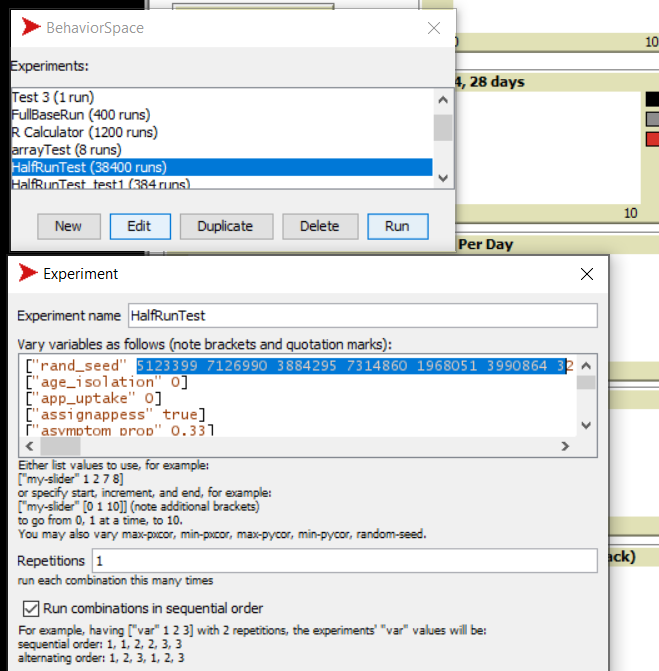 BehaviorSpace
Experiments:
Test 3 (1 run)
FullBaseRun (400 runs)
R Calculator (1200 runs)
arrayTest (8 runs)
HalfRunTest (38400 runs)
HalfRunTest_test1 (384 runs)
New Edit Duplicate Delete Run
10
4, 28 days
10
Per Day
Experiment
Experiment name HalfRunTest
Vary variables as follows (note brackets and quotation marks):
["rand_seed" 5123399 7126990 3884295 7314860 1968051 3990864 32
["age_isolation" 0]
["app_uptake" 0]
["assignappess" true]
["asymptom_prop" 0.33]
Either list values to use, for example:
["my-slider" 1 2 7 8]
or specify start, increment, and end, for example:
["my-slider" [0 1 10]] (note additional brackets)
to go from 0, 1 at a time, to 10.
You may also vary max-pxcor, min-pxcor, max-pycor, min-pycor, random-seed.
ack)
Repetitions 1
run each combination this many times
Run combinations in sequential order
For example, having ["var" 1 2 3] with 2 repetitions, the experiments' "var" values will be:
sequential order: 1, 1, 2, 2, 3, 3
alternating order: 1, 2, 3, 1, 2, 3